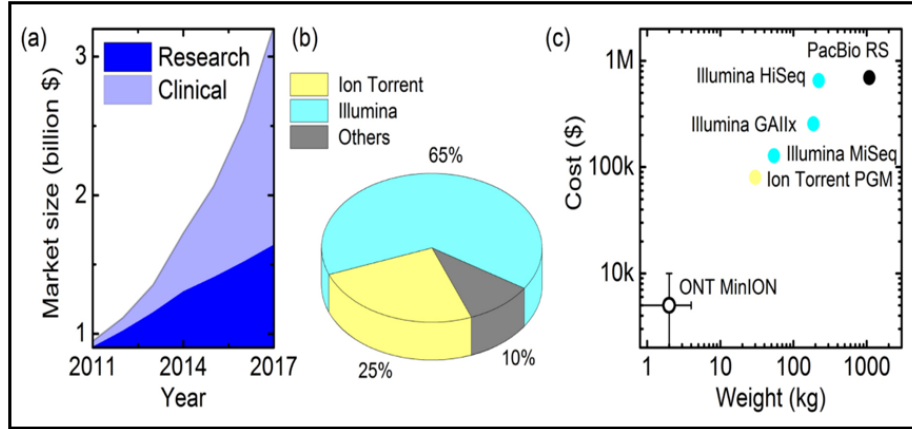 (a)
Research
Clinical
Market size (billion $)
3
2
1
2011
2014
2017
Year
(b)
Ion Torrent
Illumina
Others
65%
25%
10%
(c)
Cost ($)
1M
100k
10k
PacBio RS
Illumina HiSeq
Illumina GAIIx
Illumina MiSeq
Ion Torrent PGM
ONT MinION
1
10
100
1000
Weight (kg)